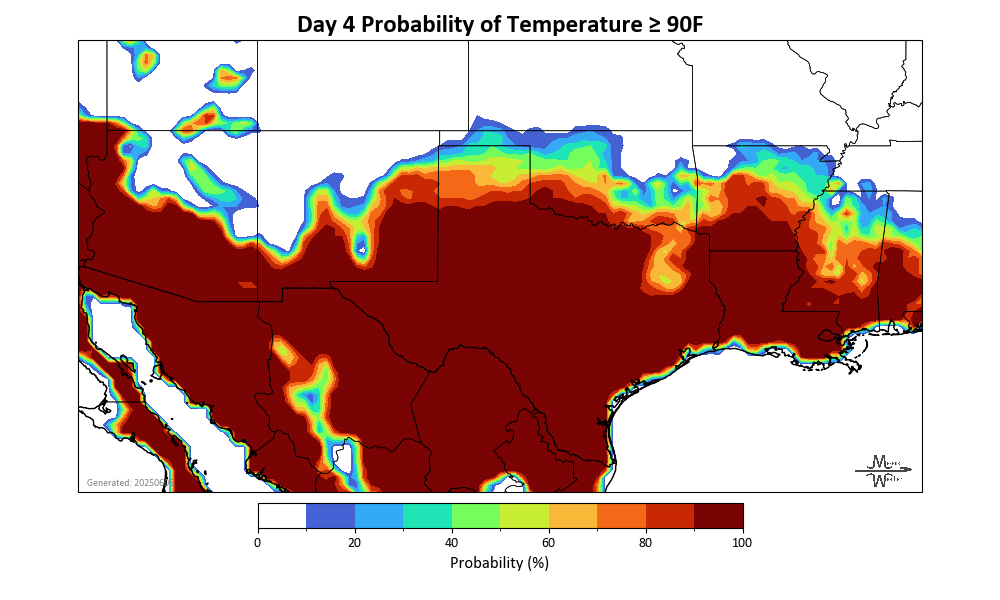 Day 4 Probability of Temperature ≥ 90F
Generated: 202506
0 20 40 60 80 100
Probability (%)